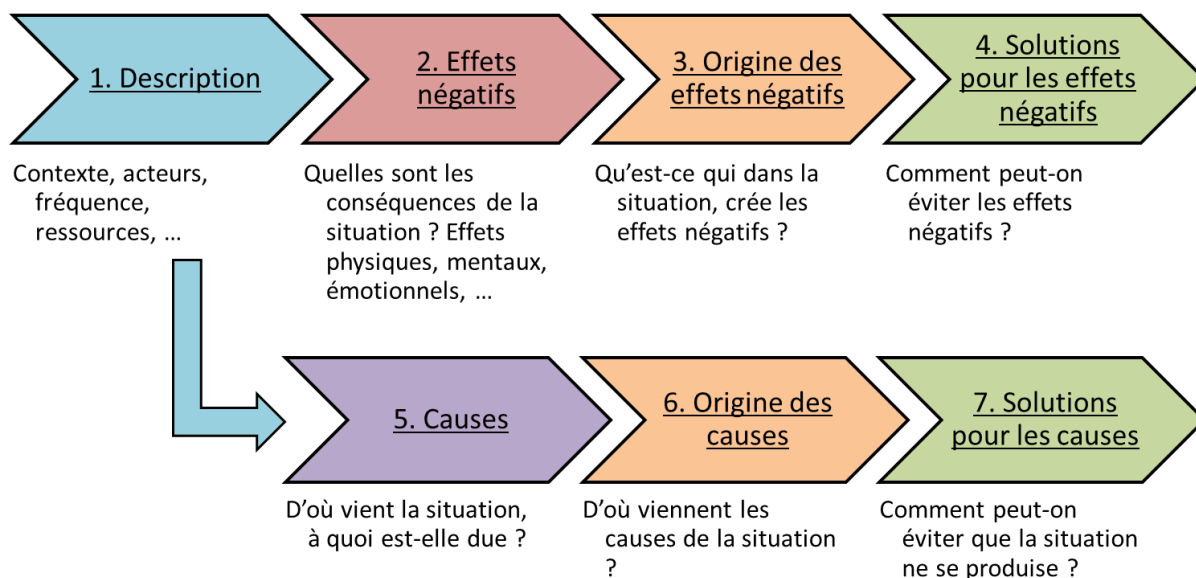 1. Description
2. Effets
négatifs
3. Origine des
effets négatifs
4. Solutions
pour les effets
négatifs
Contexte, acteurs,
fréquence,
ressources, …
Quelles sont les
conséquences de la
situation ? Effets
physiques, mentaux,
émotionnels, …
Qu’est-ce qui dans la
situation, crée les
effets négatifs ?
Comment peut-on
éviter les effets
négatifs ?
5. Causes
6. Origine des
causes
7. Solutions
pour les causes
D’où vient la situation,
à quoi est-elle due ?
D’où viennent les
causes de la situation
?
Comment peut-on
éviter que la situation
ne se produise ?